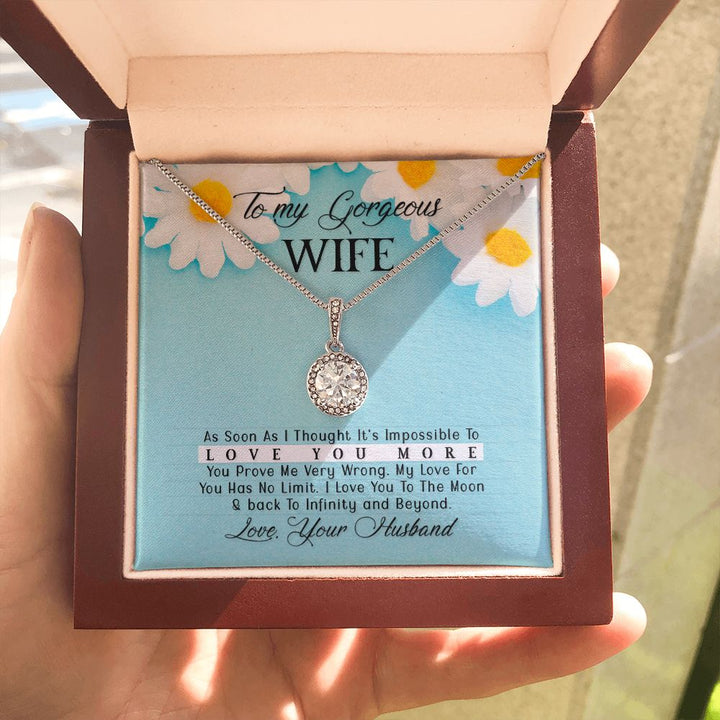 To my Gorgeous
WIFE
As Soon As I Thought It's Impossible To
LOVE YOU MORE
You Prove Me Very Wrong. My Love For
You Has No Limit. I Love You To The Moon
& back To Infinity and Beyond.
Love, Your Husband